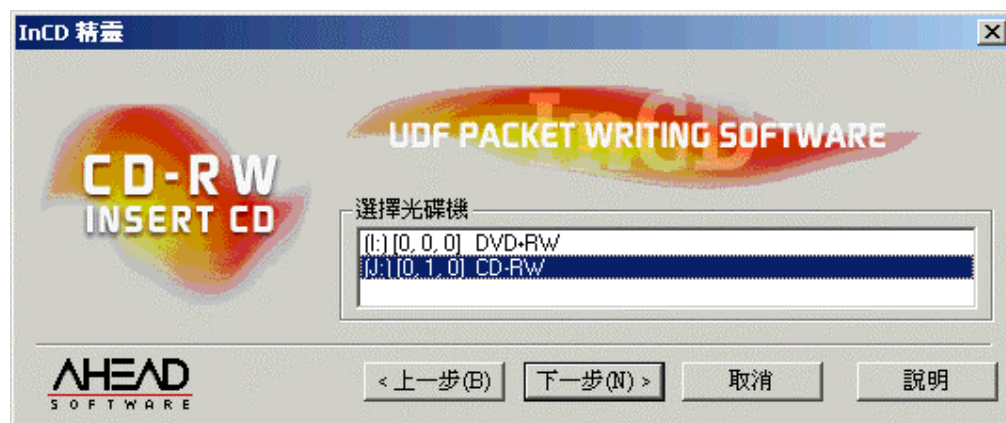 InCD 精靈
InCD
UDF PACKET WRITING SOFTWARE
CD-RW
INSERT CD
選擇光碟機
(I:) [0, 0, 0] DVD+RW
(J:) [0, 1, 0] CD-RW
AHEAD
SOFTWARE
< 上一步(B)
下一步(N) >
取消
說明